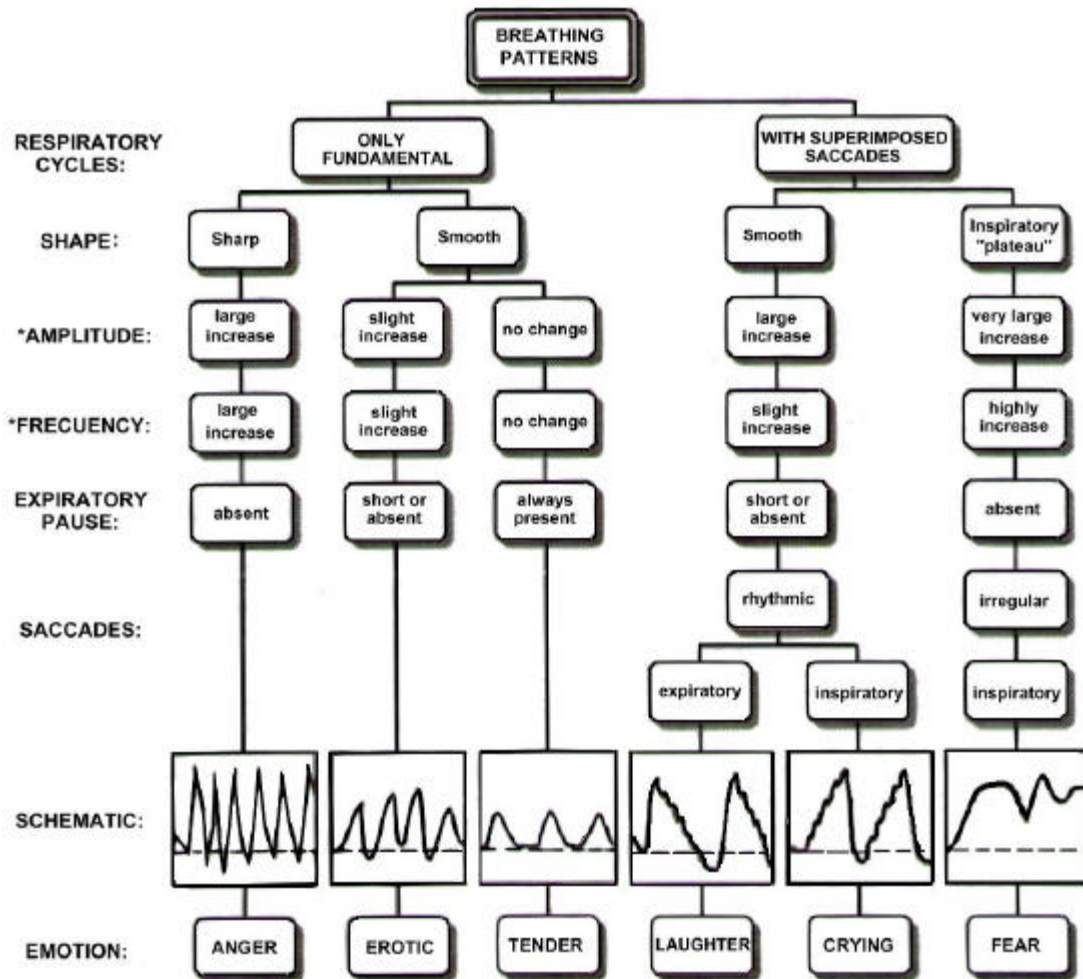 BREATHING
PATTERNS
RESPIRATORY
CYCLES:
ONLY
FUNDAMENTAL
WITH SUPERIMPOSED
SACCADES
SHAPE:
Sharp
Smooth
Smooth
Inspiratory
"plateau"
*AMPLITUDE:
large
increase
slight
increase
no change
large
increase
very large
increase
*FRECUENCY:
large
increase
slight
increase
no change
slight
increase
highly
increase
EXPIRATORY
PAUSE:
absent
short or
absent
always
present
short or
absent
absent
SACCADES:
rhythmic
irregular
expiratory
inspiratory
inspiratory
SCHEMATIC:
EMOTION:
ANGER
EROTIC
TENDER
LAUGHTER
CRYING
FEAR